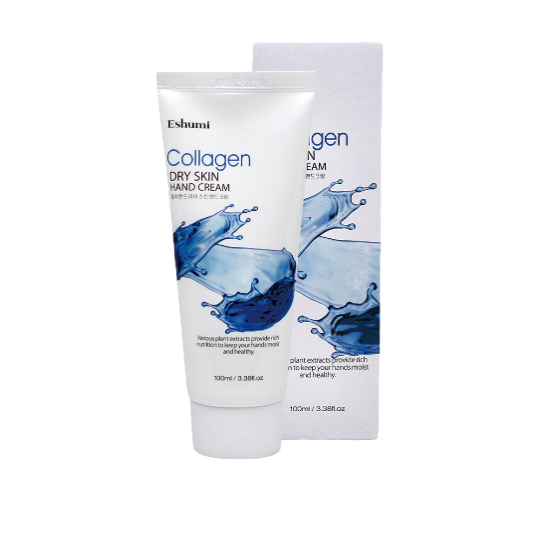 Eshumi
Collagen
DRY SKIN
HAND CREAM
Various plant extracts provide rich
nutrition to keep your hands moist
and healthy.
100ml / 3.38fl.oz
gen
N
EAM
plant extracts provide rich
n to keep your hands moist
and healthy.
100ml / 3.38fl.oz